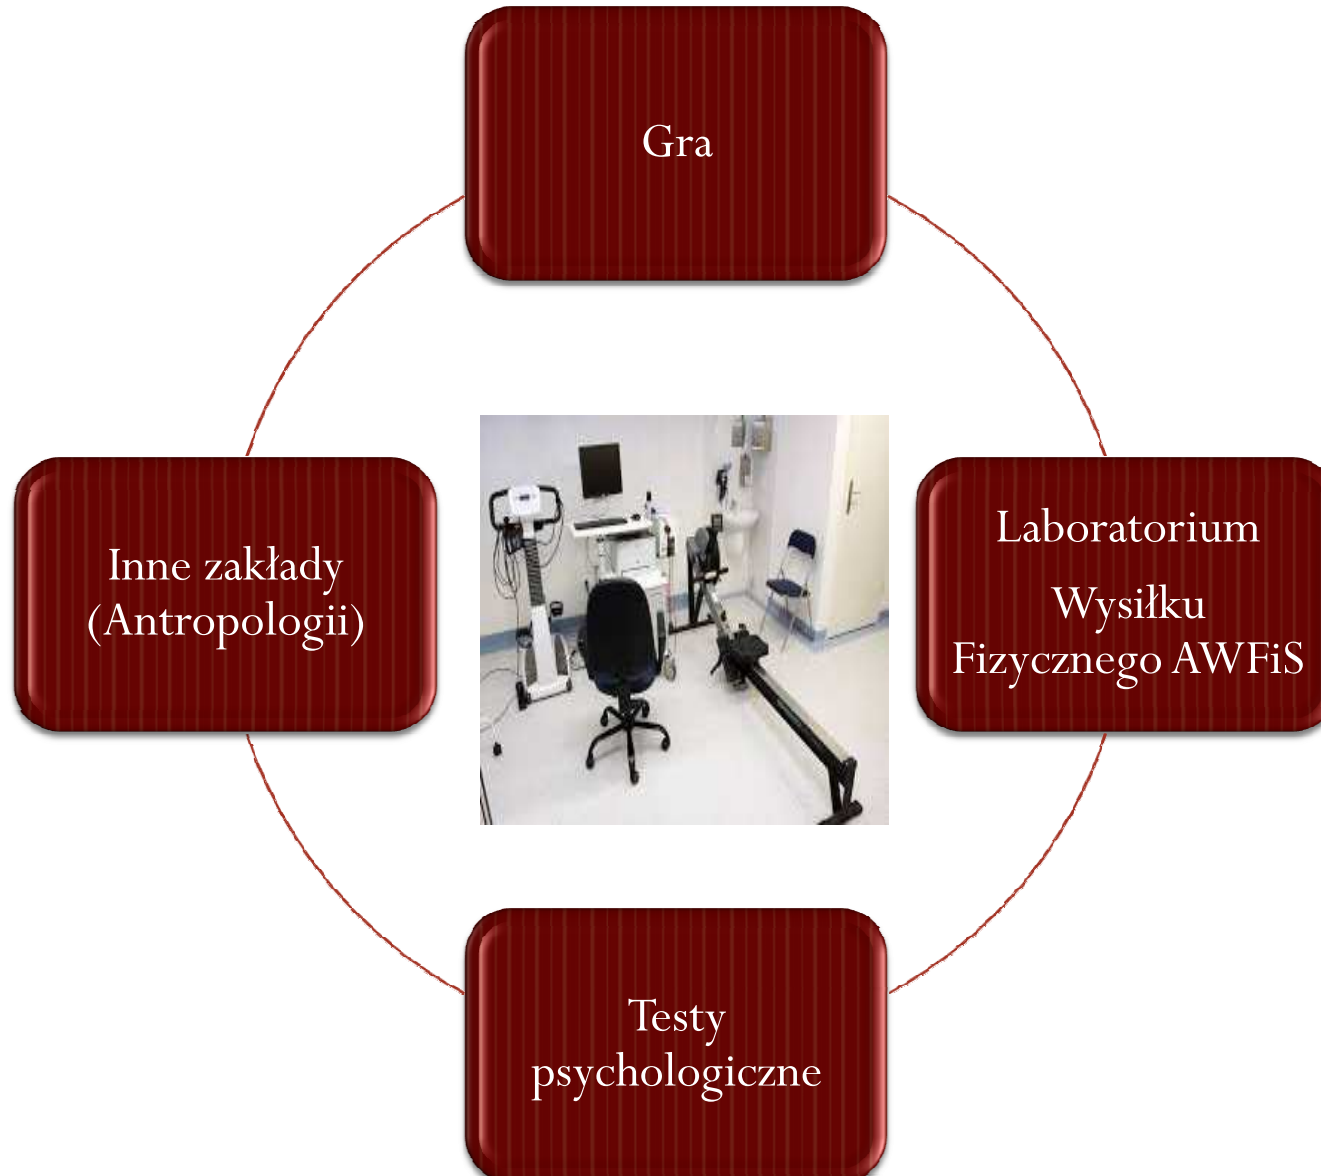 Gra
Inne zakłady
(Antropologii)
Laboratorium
Wysiłku
Fizycznego AWFiS
Testy
psychologiczne